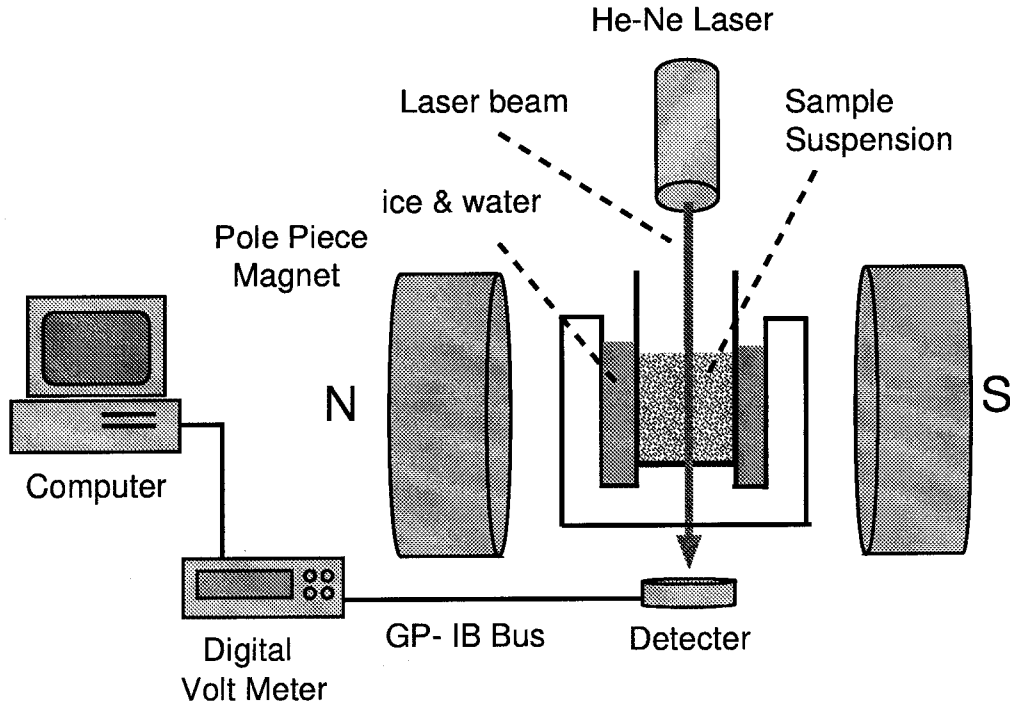 He-Ne Laser
Laser beam
Sample
Suspension
ice & water
Pole Piece
Magnet
N
S
Computer
GP- IB Bus
Detecter
Digital
Volt Meter